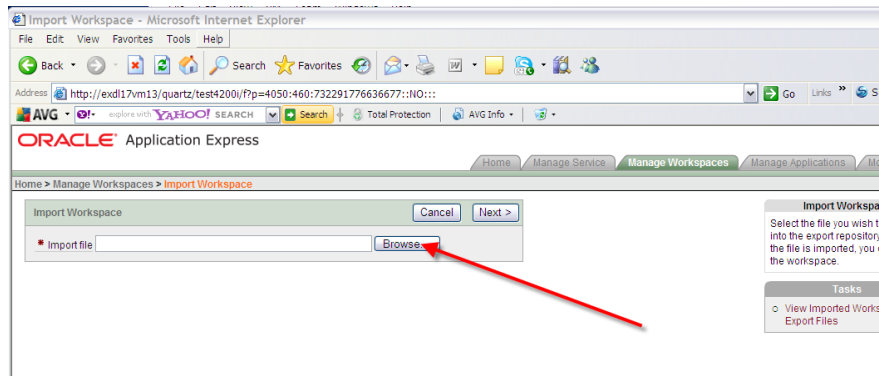 Import Workspace - Microsoft Internet Explorer
File Edit View Favorites Tools Help
Back Search Favorites
Address http://exdl17vm13/quartz/test4200i/f?p=4050:460:732291776636677::NO::: Go Links » S
AVG explore with YAHOO! SEARCH Search Total Protection AVG Info
ORACLE Application Express
Home Manage Service Manage Workspaces Manage Applications Mo
Home > Manage Workspaces > Import Workspace
Import Workspace Cancel Next >
* Import file Browse...
Import Workspa
Select the file you wish t
into the export repository
the file is imported, you
the workspace.
Tasks
View Imported Works
Export Files